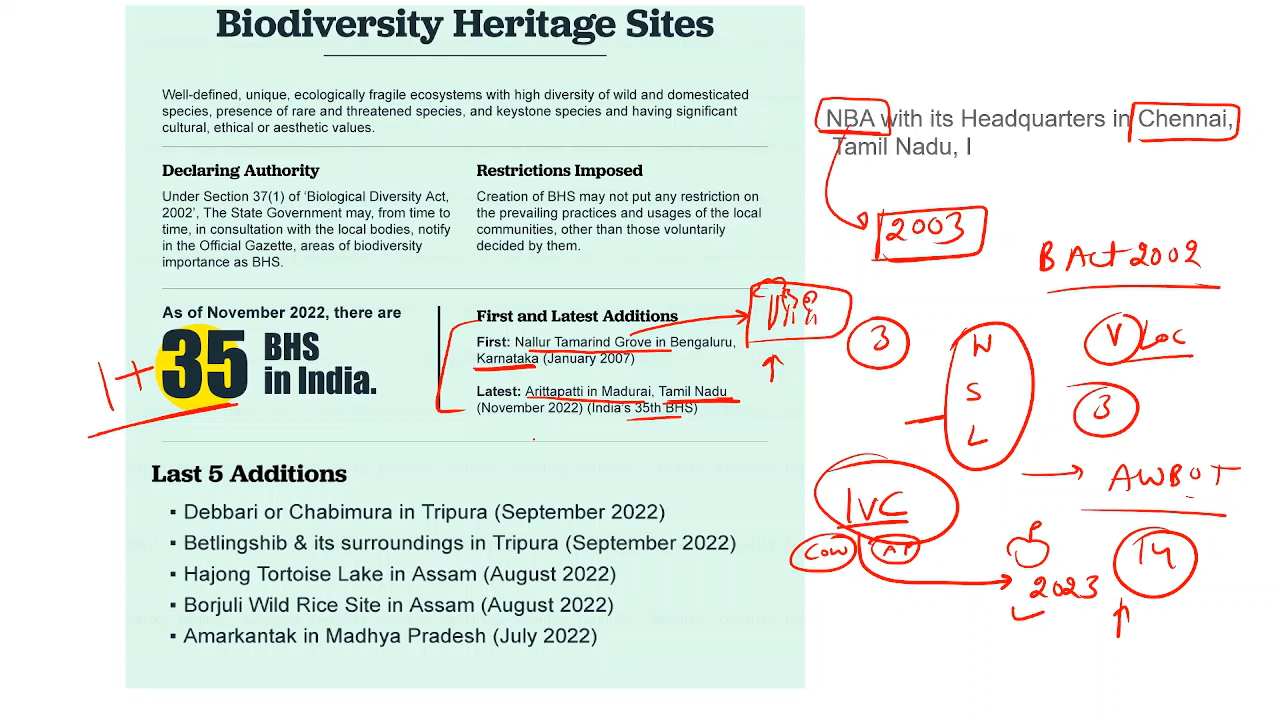 Biodiversity Heritage Sites
Well-defined, unique, ecologically fragile ecosystems with high diversity of wild and domesticated
species, presence of rare and threatened species, and keystone species and having significant
cultural, ethical or aesthetic values.
Declaring Authority
Under Section 37(1) of ‘Biological Diversity Act,
2002’, The State Government may, from time to
time, in consultation with the local bodies, notify
in the Official Gazette, areas of biodiversity
importance as BHS.
Restrictions Imposed
Creation of BHS may not put any restriction on
the prevailing practices and usages of the local
communities, other than those voluntarily
decided by them.
As of November 2022, there are
1+ 35 BHS
in India.
First and Latest Additions
First: Nallur Tamarind Grove in Bengaluru,
Karnataka (January 2007)
Latest: Arittapatti in Madurai, Tamil Nadu
(November 2022) (India's 35th BHS)
Last 5 Additions
▪ Debbari or Chabimura in Tripura (September 2022)
▪ Betlingshib & its surroundings in Tripura (September 2022)
▪ Hajong Tortoise Lake in Assam (August 2022)
▪ Borjuli Wild Rice Site in Assam (August 2022)
▪ Amarkantak in Madhya Pradesh (July 2022)
NBA with its Headquarters in Chennai,
Tamil Nadu, I
2003
B Act 2002
3
W
S
L
V Loc
3
AWBOT
IVC
Cow
2023
14